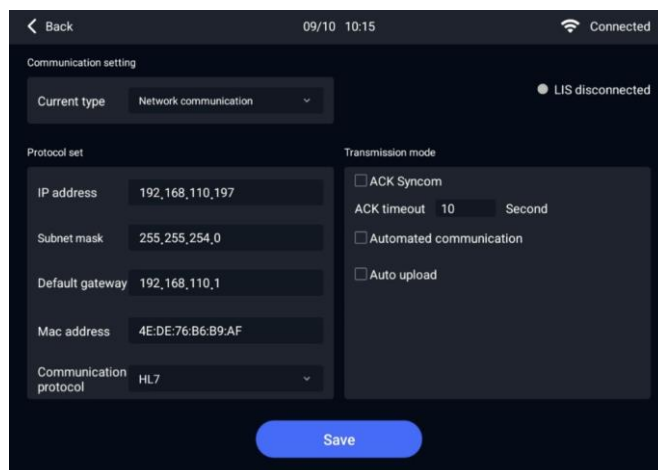 Back
09/10 10:15
Connected
Communication setting
Current type
Network communication
LIS disconnected
Protocol set
Transmission mode
IP address
192.168.110.197
Subnet mask
255.255.254.0
Default gateway
192.168.110.1
Mac address
4E:DE:76:B6:B9:AF
Communication
protocol
HL7
ACK Syncom
ACK timeout 10 Second
Automated communication
Auto upload
Save